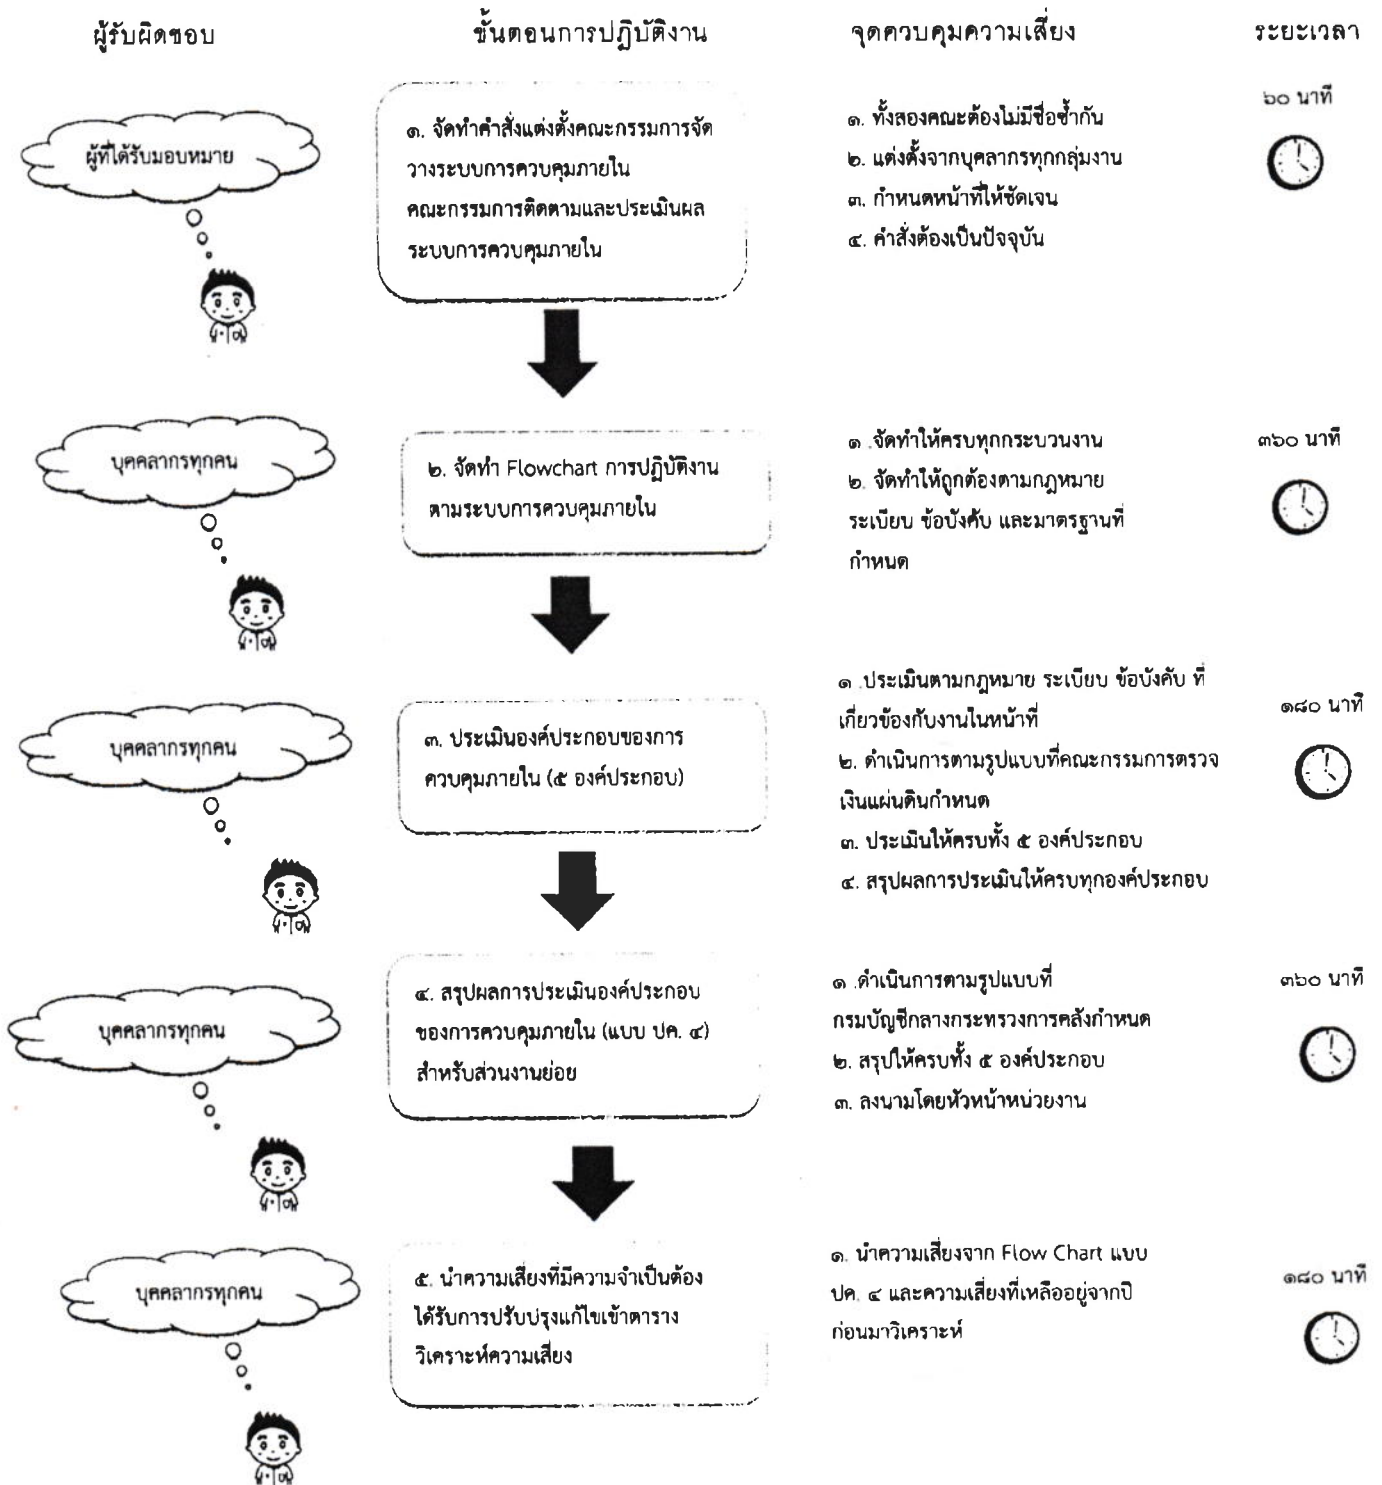 ผู้รับผิดชอบ
ขั้นตอนการปฏิบัติงาน
จุดควบคุมความเสี่ยง
ระยะเวลา
ผู้ที่ได้รับมอบหมาย
๑. จัดทำคำสั่งแต่งตั้งคณะกรรมการจัด
วางระบบการควบคุมภายใน
คณะกรรมการติดตามและประเมินผล
ระบบการควบคุมภายใน
๑. ทั้งสองคณะต้องไม่มีชื่อซ้ำกัน
๒. แต่งตั้งจากบุคลากรทุกกลุ่มงาน
๓. กำหนดหน้าที่ให้ชัดเจน
๔. คำสั่งต้องเป็นปัจจุบัน
๖๐ นาที
บุคคลากรทุกคน
๒. จัดทำ Flowchart การปฏิบัติงาน
ตามระบบการควบคุมภายใน
๑ .จัดทำให้ครบทุกกระบวนงาน
๒. จัดทำให้ถูกต้องตามกฎหมาย
ระเบียบ ข้อบังคับ และมาตรฐานที่
กำหนด
๓๖๐ นาที
บุคคลากรทุกคน
๓. ประเมินองค์ประกอบของการ
ควบคุมภายใน (๕ องค์ประกอบ)
๑ .ประเมินตามกฎหมาย ระเบียบ ข้อบังคับ ที่
เกี่ยวข้องกับงานในหน้าที่
๒. ดำเนินการตามรูปแบบที่คณะกรรมการตรวจ
เงินแผ่นดินกำหนด
๓. ประเมินให้ครบทั้ง ๕ องค์ประกอบ
๔. สรุปผลการประเมินให้ครบทุกองค์ประกอบ
๑๘๐ นาที
บุคคลากรทุกคน
๔. สรุปผลการประเมินองค์ประกอบ
ของการควบคุมภายใน (แบบ ปค. ๔)
สำหรับส่วนงานย่อย
๑ .ดำเนินการตามรูปแบบที่
กรมบัญชีกลางกระทรวงการคลังกำหนด
๒. สรุปให้ครบทั้ง ๕ องค์ประกอบ
๓. ลงนามโดยหัวหน้าหน่วยงาน
๓๖๐ นาที
บุคคลากรทุกคน
๕. นำความเสี่ยงที่มีความจำเป็นต้อง
ได้รับการปรับปรุงแก้ไขเข้าตาราง
วิเคราะห์ความเสี่ยง
๑. นำความเสี่ยงจาก Flow Chart แบบ
ปค. ๔ และความเสี่ยงที่เหลืออยู่จากปี
ก่อนมาวิเคราะห์
๑๘๐ นาที